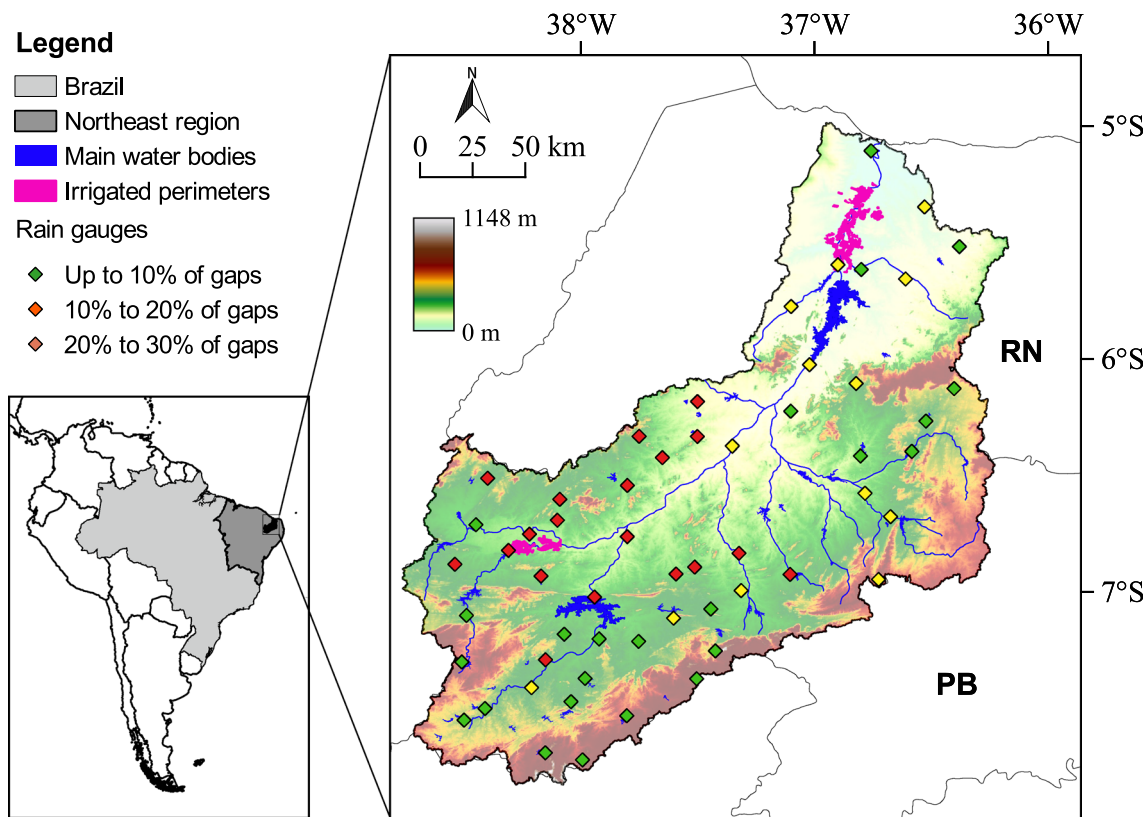 38°W 37°W 36°W
Legend
Brazil
Northeast region
Main water bodies
Irrigated perimeters
Rain gauges
Up to 10% of gaps
10% to 20% of gaps
20% to 30% of gaps
N
0 25 50 km
1148 m
0 m
5°S
6°S
7°S
RN
PB